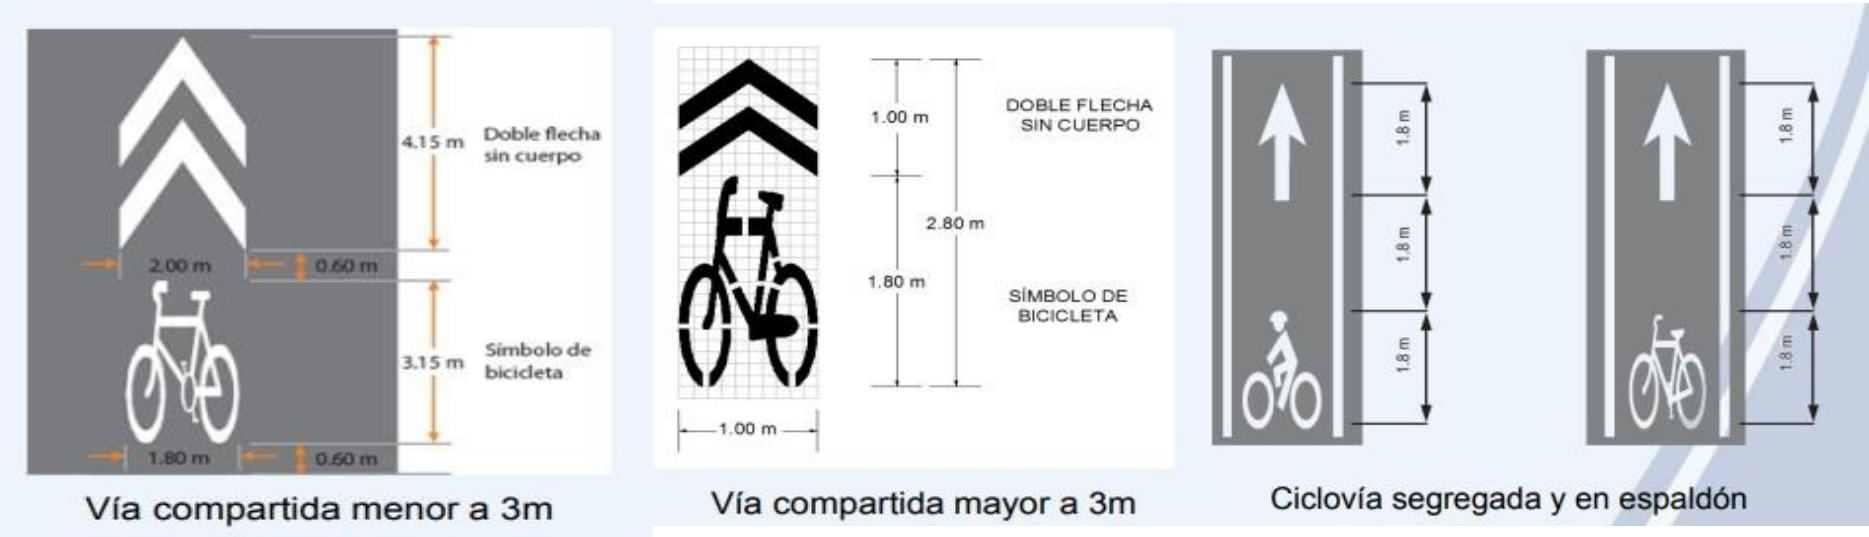 4.15 m
Doble flecha
sin cuerpo
2.00 m
0.60 m
3.15 m
Símbolo de
bicicleta
1.80 m
0.60 m
Vía compartida menor a 3m
1.00 m
DOBLE FLECHA
SIN CUERPO
2.80 m
1.80 m
SÍMBOLO DE
BICICLETA
1.00 m
Vía compartida mayor a 3m
1.8 m
1.8 m
1.8 m
1.8 m
1.8 m
1.8 m
Ciclovía segregada y en espaldón